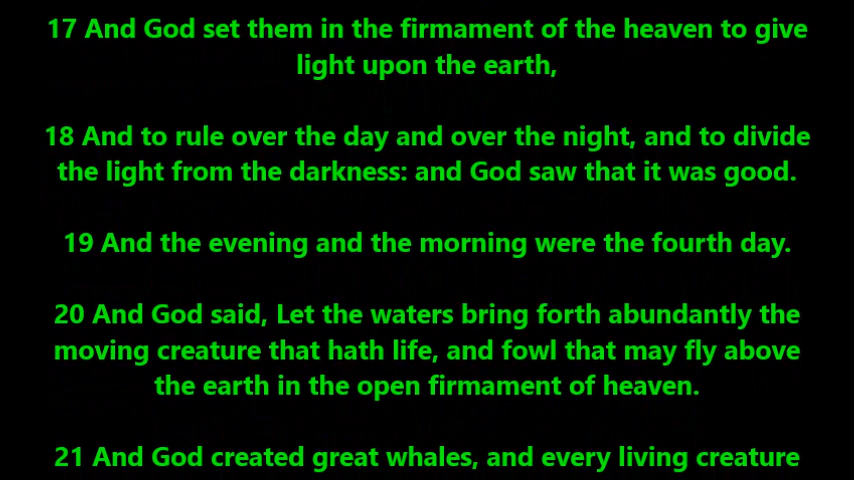 17 And God set them in the firmament of the heaven to give
light upon the earth,
18 And to rule over the day and over the night, and to divide
the light from the darkness: and God saw that it was good.
19 And the evening and the morning were the fourth day.
20 And God said, Let the waters bring forth abundantly the
moving creature that hath life, and fowl that may fly above
the earth in the open firmament of heaven.
21 And God created great whales, and every living creature